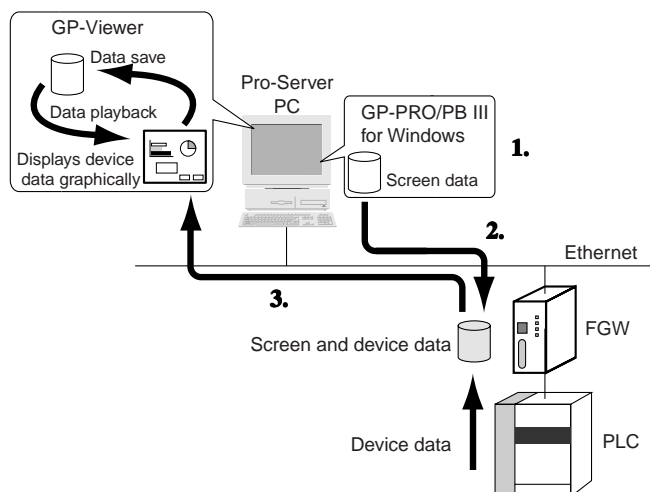 GP-Viewer
Data save
Data playback
Displays device
data graphically
Pro-Server
PC
GP-PRO/PB III
for Windows
Screen data
1.
2.
Ethernet
3.
Screen and device data
FGW
Device data
PLC